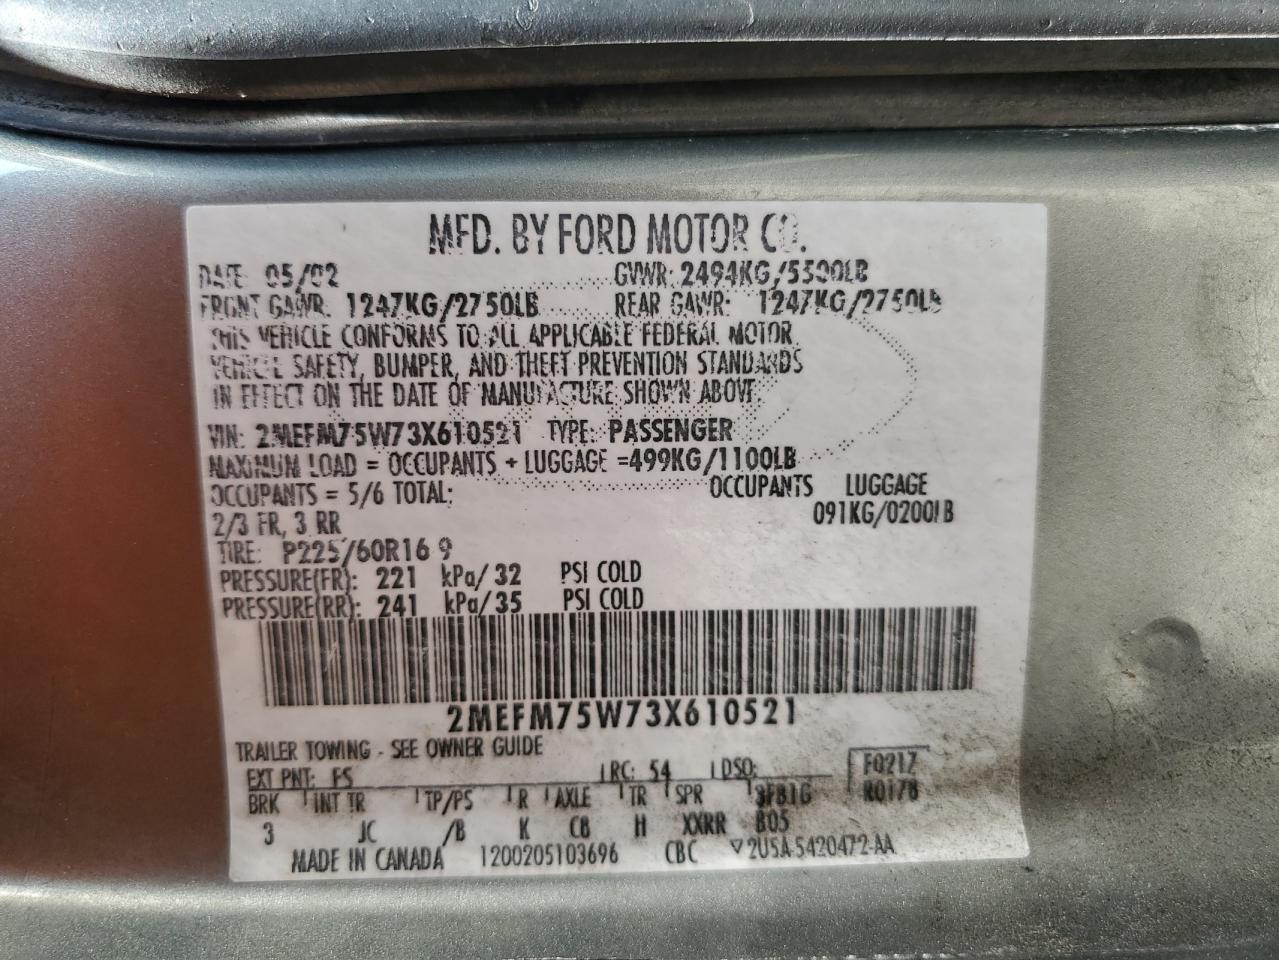 MFD. BY FORD MOTOR CO.
DATE: 05/02 GVWR: 2494KG/5500LB
FRONT GAWR: 1247KG/2750LB REAR GAWR: 1247KG/2750LB
THIS VEHICLE CONFORMS TO ALL APPLICABLE FEDERAL MOTOR
VEHICLE SAFETY, BUMPER, AND THEFT PREVENTION STANDARDS
IN EFFECT ON THE DATE OF MANUFACTURE SHOWN ABOVE.
VIN: 2MEFM75W73X610521 TYPE: PASSENGER
MAXIMUM LOAD = OCCUPANTS + LUGGAGE =499KG/1100LB
OCCUPANTS = 5/6 TOTAL: OCCUPANTS LUGGAGE
2/3 FR, 3 RR 091KG/0200LB
TIRE: P225/60R16 9
PRESSURE(FR): 221 kPa/32 PSI COLD
PRESSURE(RR): 241 kPa/35 PSI COLD
2MEFM75W73X610521
TRAILER TOWING - SEE OWNER GUIDE
EXT PNT: FS RC: 54 DSO: FQ217
BRK INT TR TP/PS R AXLE TR SPR 3FB1G RQ178
3 JC /B K CB H XXRR B05
MADE IN CANADA 1200205103696 CBC ▽2U5A-5420472-AA